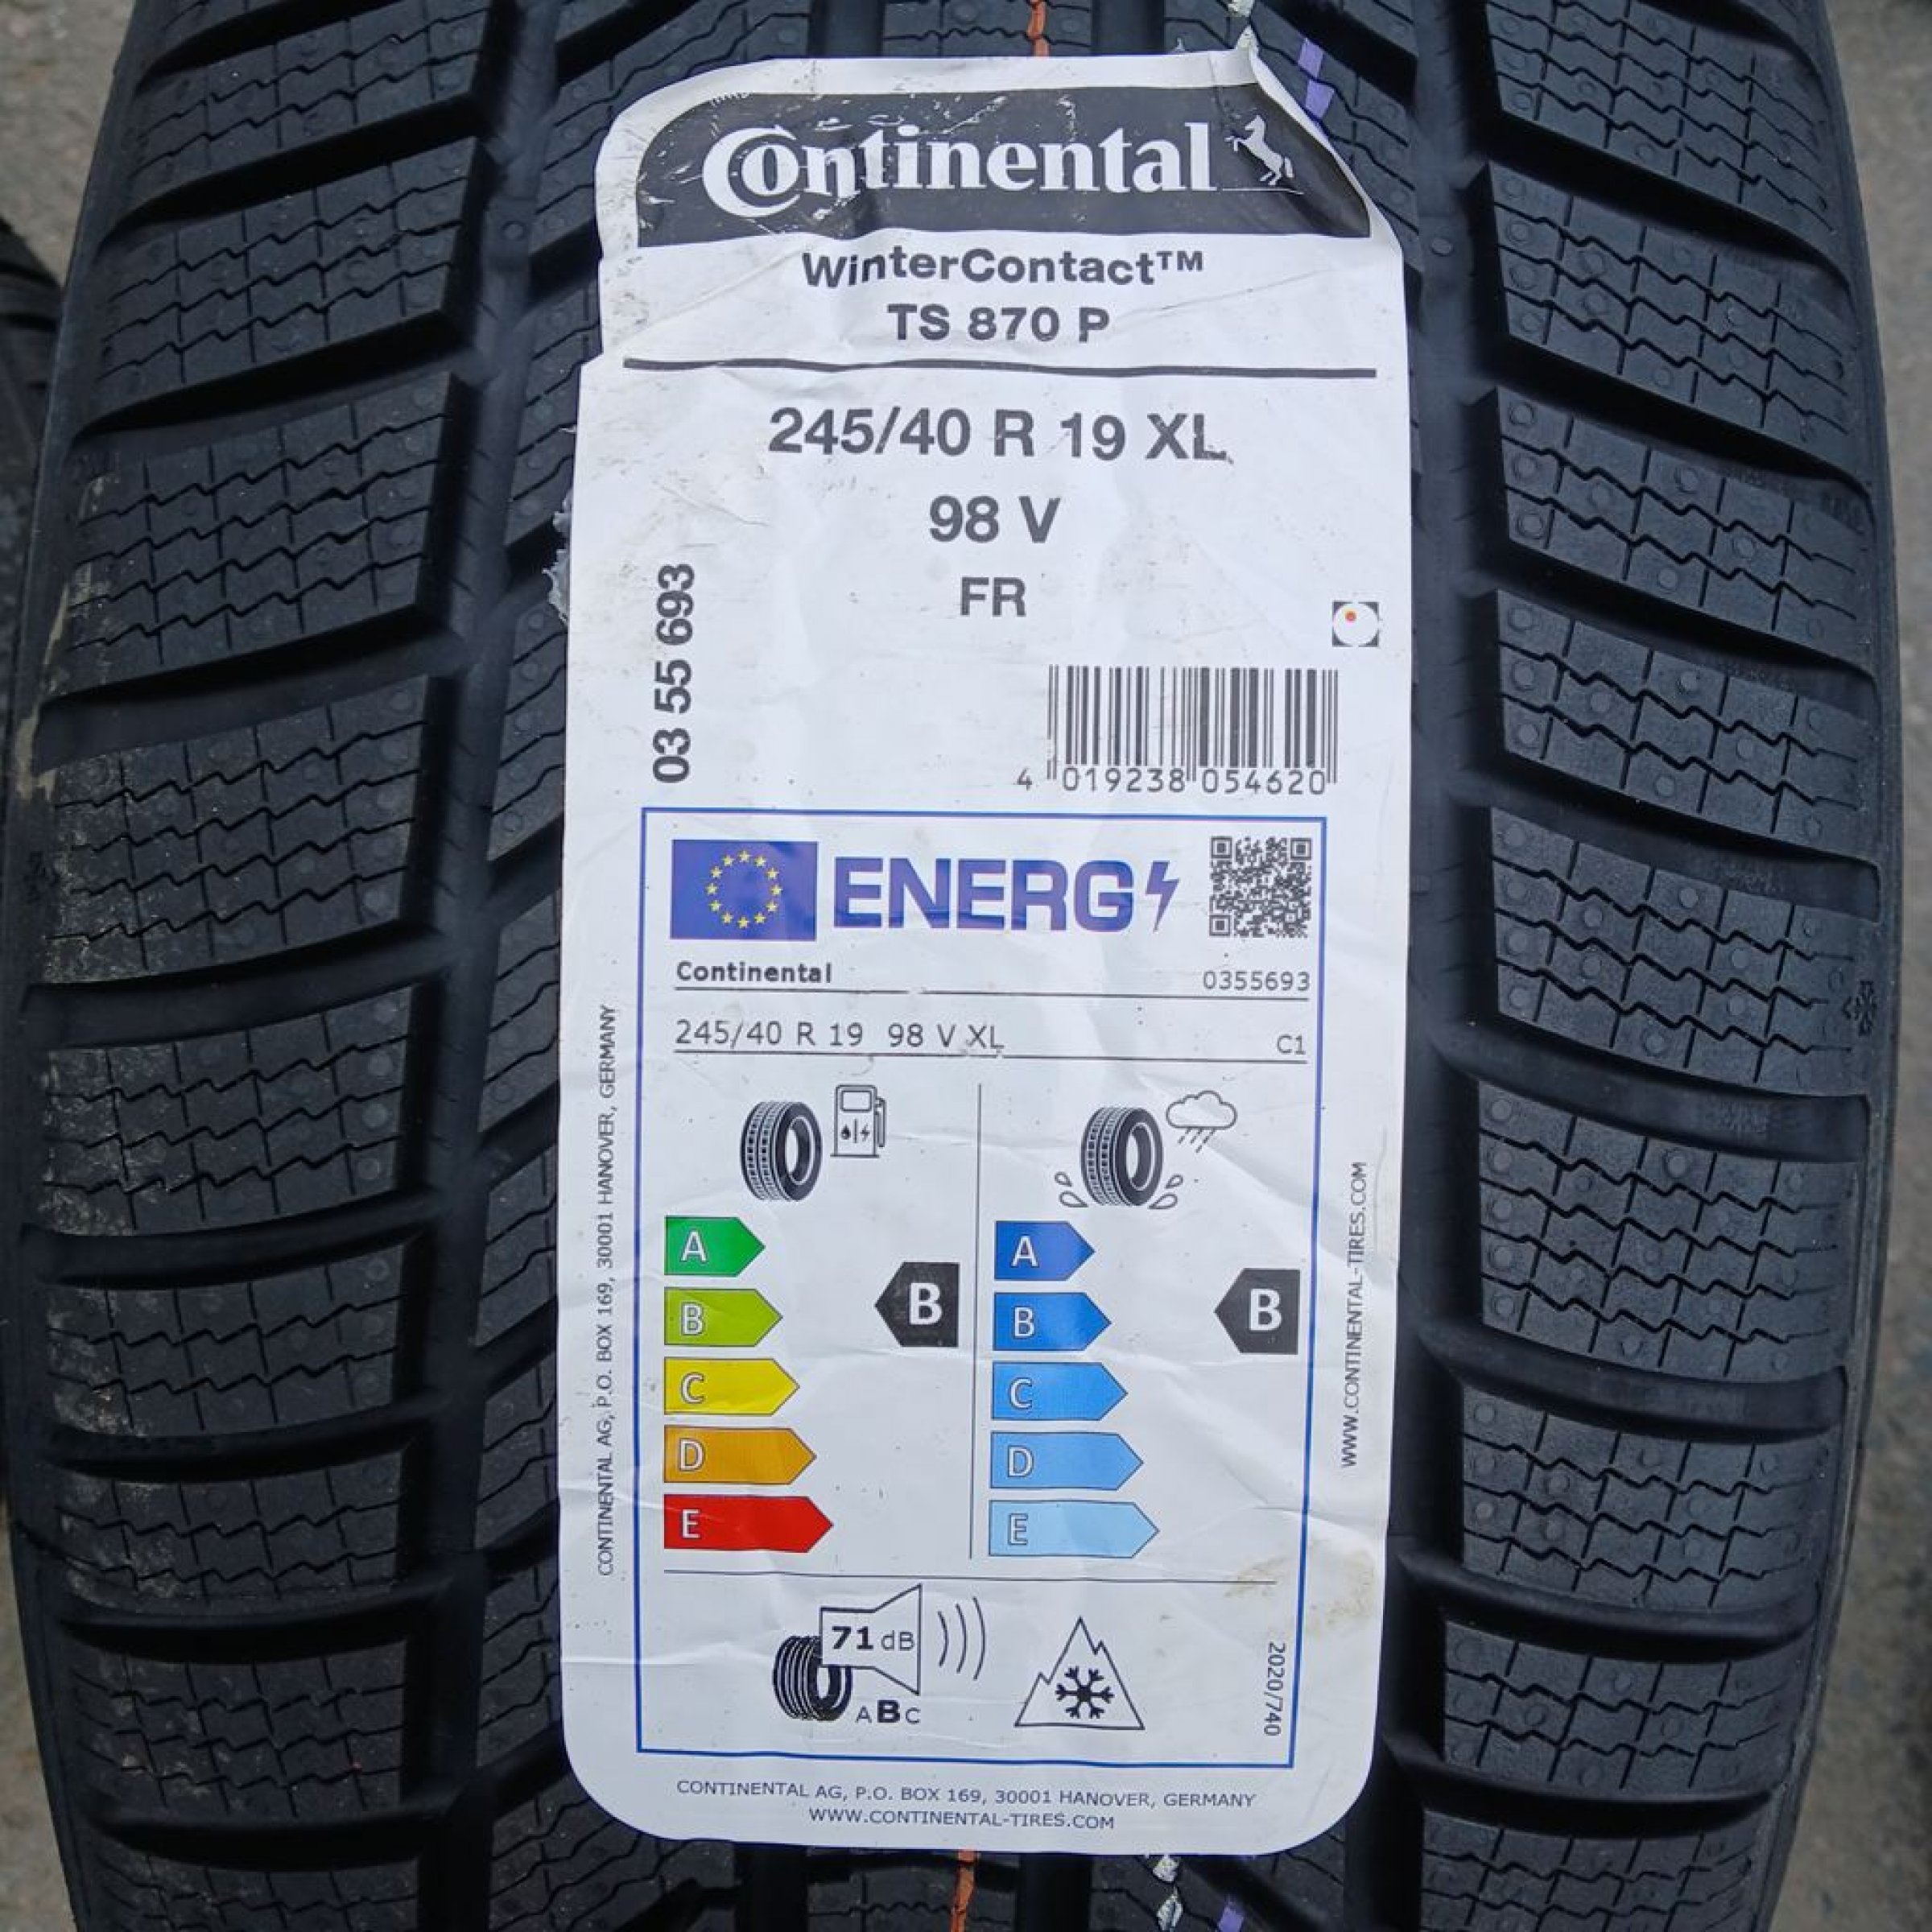 Continental
WinterContact™
TS 870 P
245/40 R 19 XL
98 V
FR
03 55 693
4 019238 054620
ENERG
Continental
0355693
245/40 R 19 98 V XL
C1
A
B
C
D
E
B
A
B
C
D
E
B
71 dB
ABC
2020/740
CONTINENTAL AG, P.O. BOX 169, 30001 HANOVER, GERMANY
WWW.CONTINENTAL-TIRES.COM
CONTINENTAL AG, P.O. BOX 169, 30001 HANOVER, GERMANY
WWW.CONTINENTAL-TIRES.COM